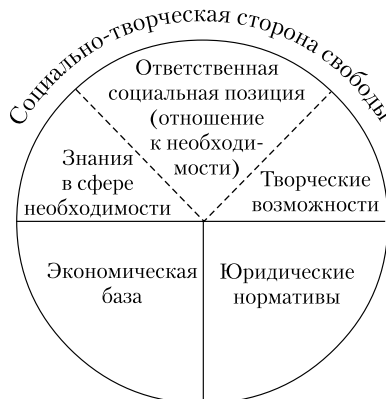 Социально-творческая сторона свободы
Ответственная
социальная позиция
(отношение
к необходи-
мости)
Знания
в сфере
необходимости
Творческие
возможности
Экономическая
база
Юридические
нормативы